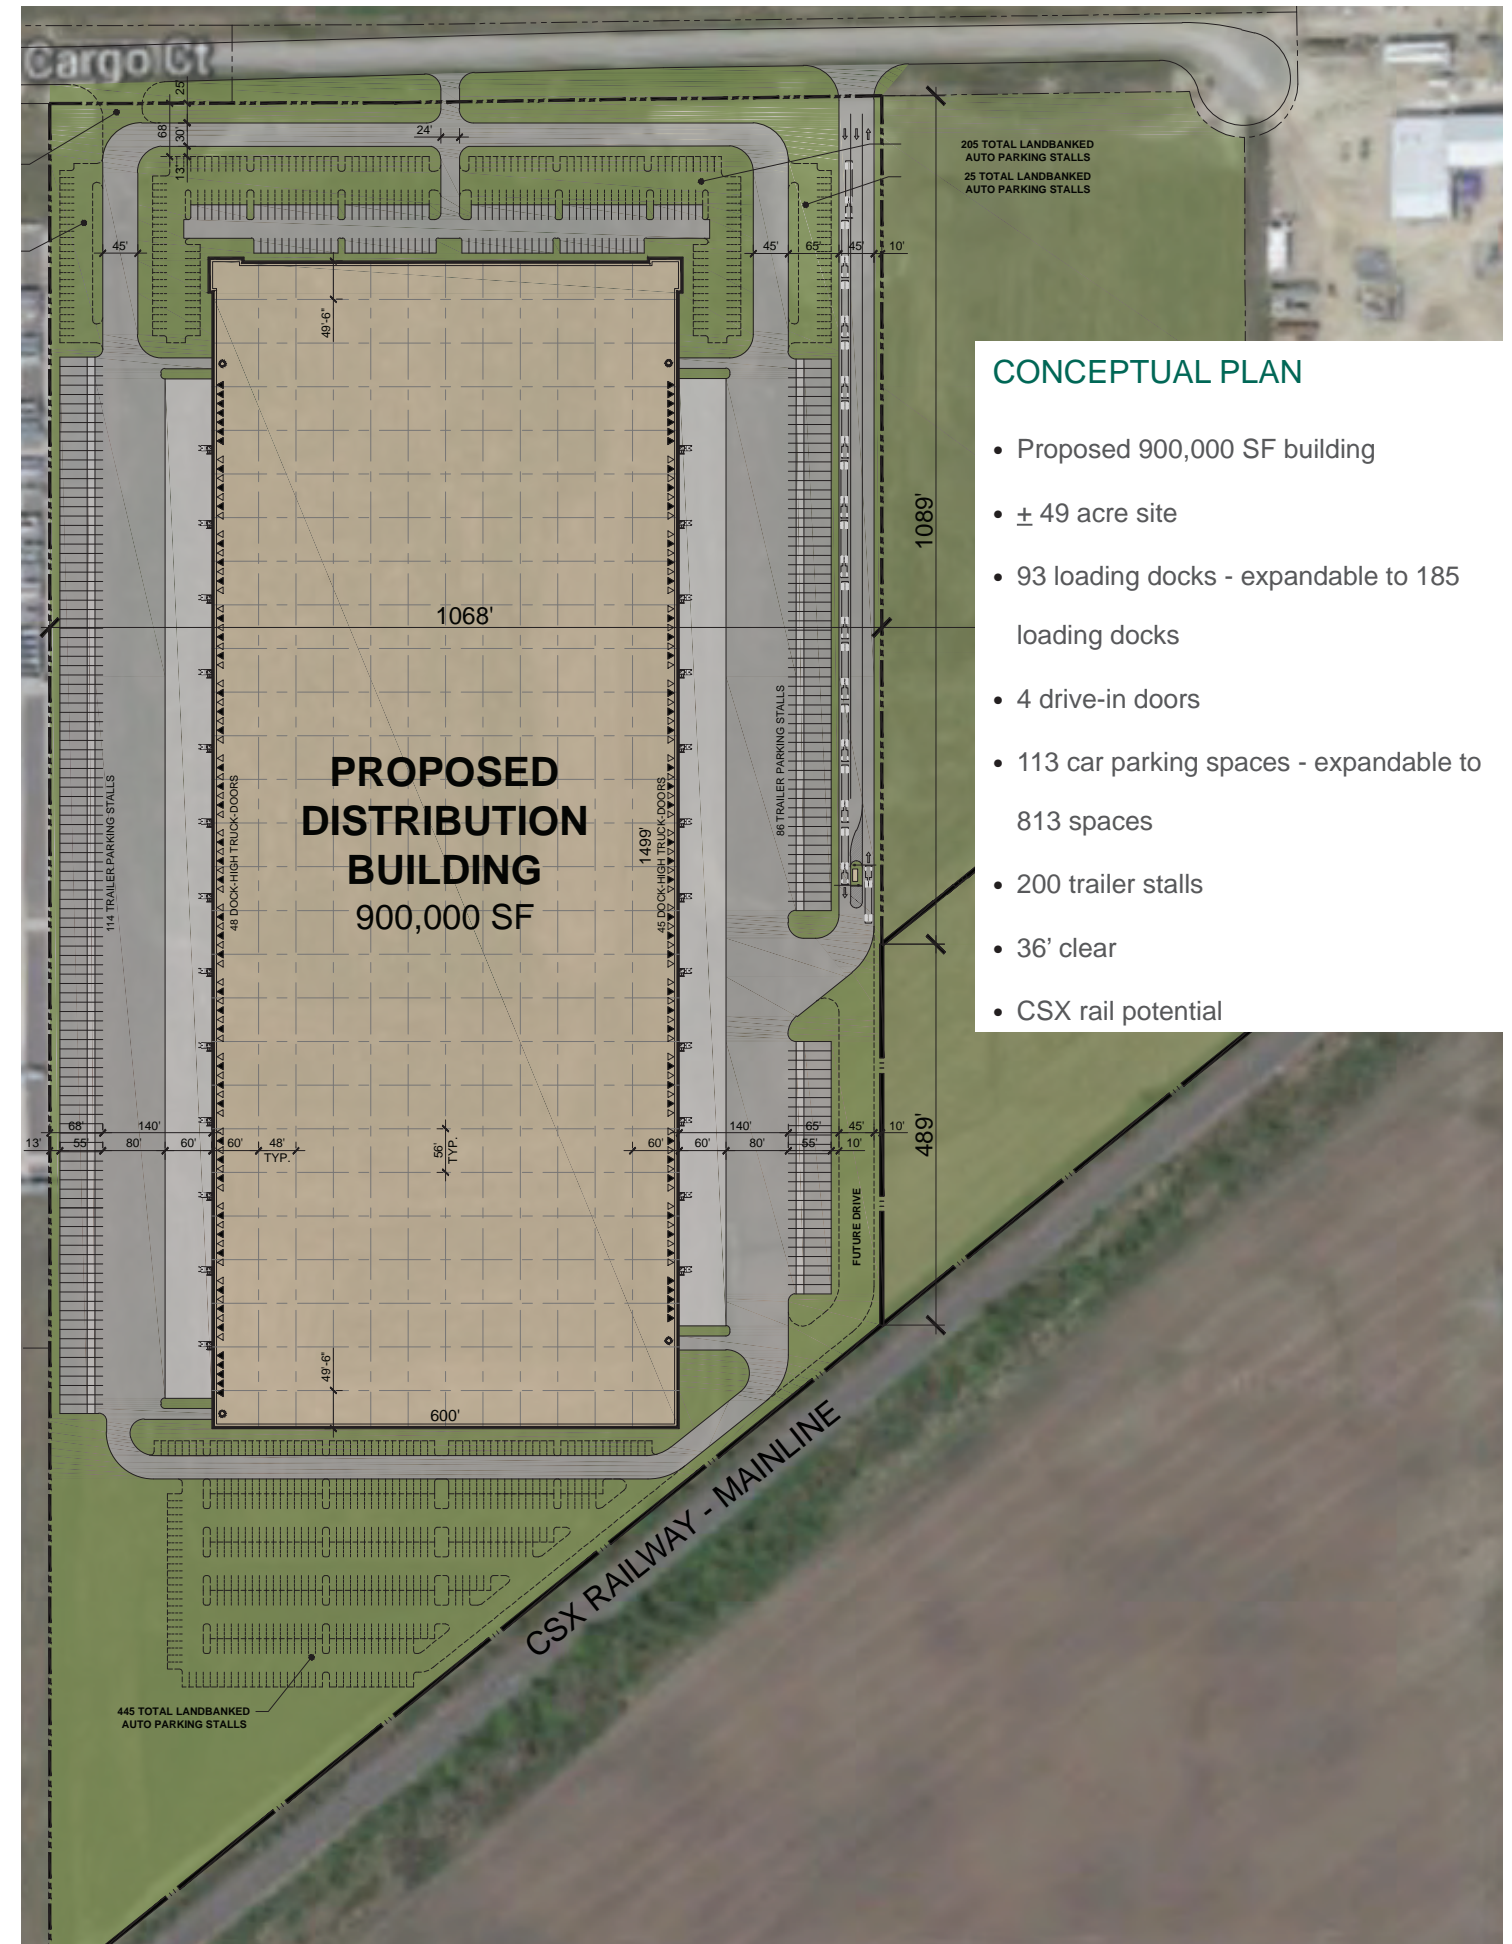 Cargo Ct
25'
68'
30'
13'
24'
205 TOTAL LANDBANKED
AUTO PARKING STALLS
25 TOTAL LANDBANKED
AUTO PARKING STALLS
45'
45'
65'
45'
10'
49'-6"
CONCEPTUAL PLAN
• Proposed 900,000 SF building
• ± 49 acre site
• 93 loading docks - expandable to 185
loading docks
• 4 drive-in doors
• 113 car parking spaces - expandable to
813 spaces
• 200 trailer stalls
• 36’ clear
• CSX rail potential
1089'
1068'
PROPOSED
DISTRIBUTION
BUILDING
900,000 SF
114 TRAILER PARKING STALLS
48 DOCK-HIGH TRUCK-DOORS
1499'
45 DOCK-HIGH TRUCK-DOORS
86 TRAILER PARKING STALLS
68'
140'
140'
65'
45'
10'
13'
55'
80'
60'
60'
48'
TYP.
56'
TYP.
60'
60'
80'
55'
10'
489'
FUTURE DRIVE
49'-6"
600'
CSX RAILWAY - MAINLINE
445 TOTAL LANDBANKED
AUTO PARKING STALLS